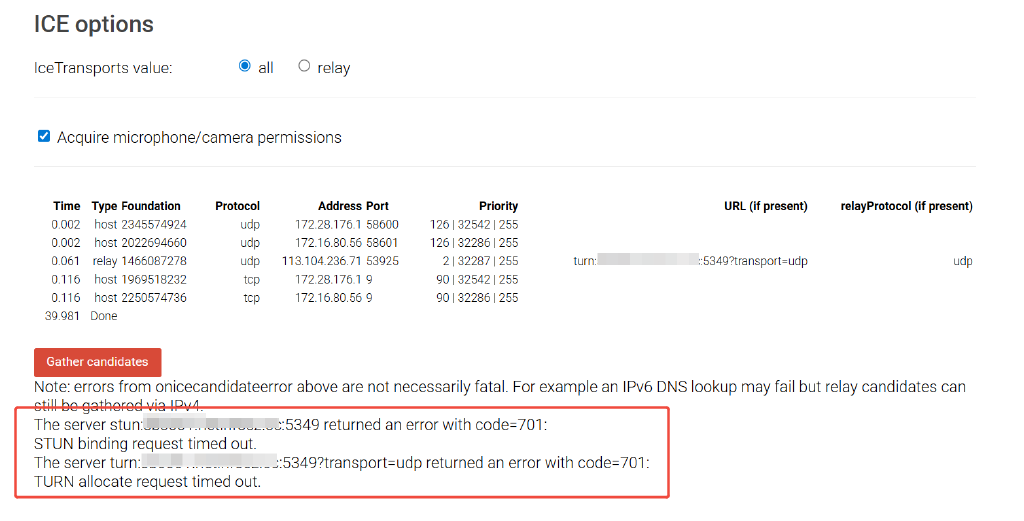 ICE options
IceTransports value: all relay
Acquire microphone/camera permissions
Time Type Foundation Protocol Address Port Priority URL (if present) relayProtocol (if present)
0.002 host 2345574924 udp 172.28.176.1 58600 126 | 32542 | 255
0.002 host 2022694660 udp 172.16.80.56 58601 126 | 32286 | 255
0.061 relay 1466087278 udp 113.104.236.71 53925 2 | 32287 | 255 turn: :5349?transport=udp udp
0.116 host 1969518232 tcp 172.28.176.1 9 90 | 32542 | 255
0.116 host 2250574736 tcp 172.16.80.56 9 90 | 32286 | 255
39.981 Done
Gather candidates
Note: errors from onicecandidateerror above are not necessarily fatal. For example an IPv6 DNS lookup may fail but relay candidates can
still be gathered via IPv4.
The server stun: :5349 returned an error with code=701:
STUN binding request timed out.
The server turn: :5349?transport=udp returned an error with code=701:
TURN allocate request timed out.